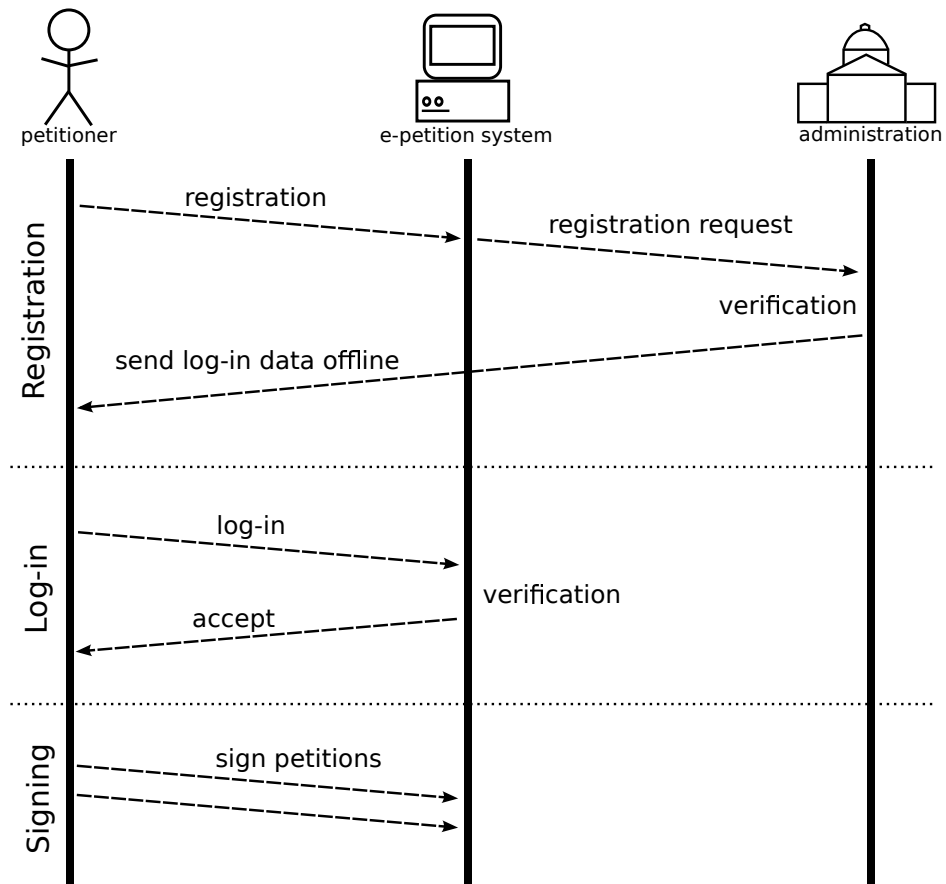 petitioner
e-petition system
administration
Registration
registration
registration request
verification
send log-in data offline
Log-in
log-in
verification
accept
Signing
sign petitions